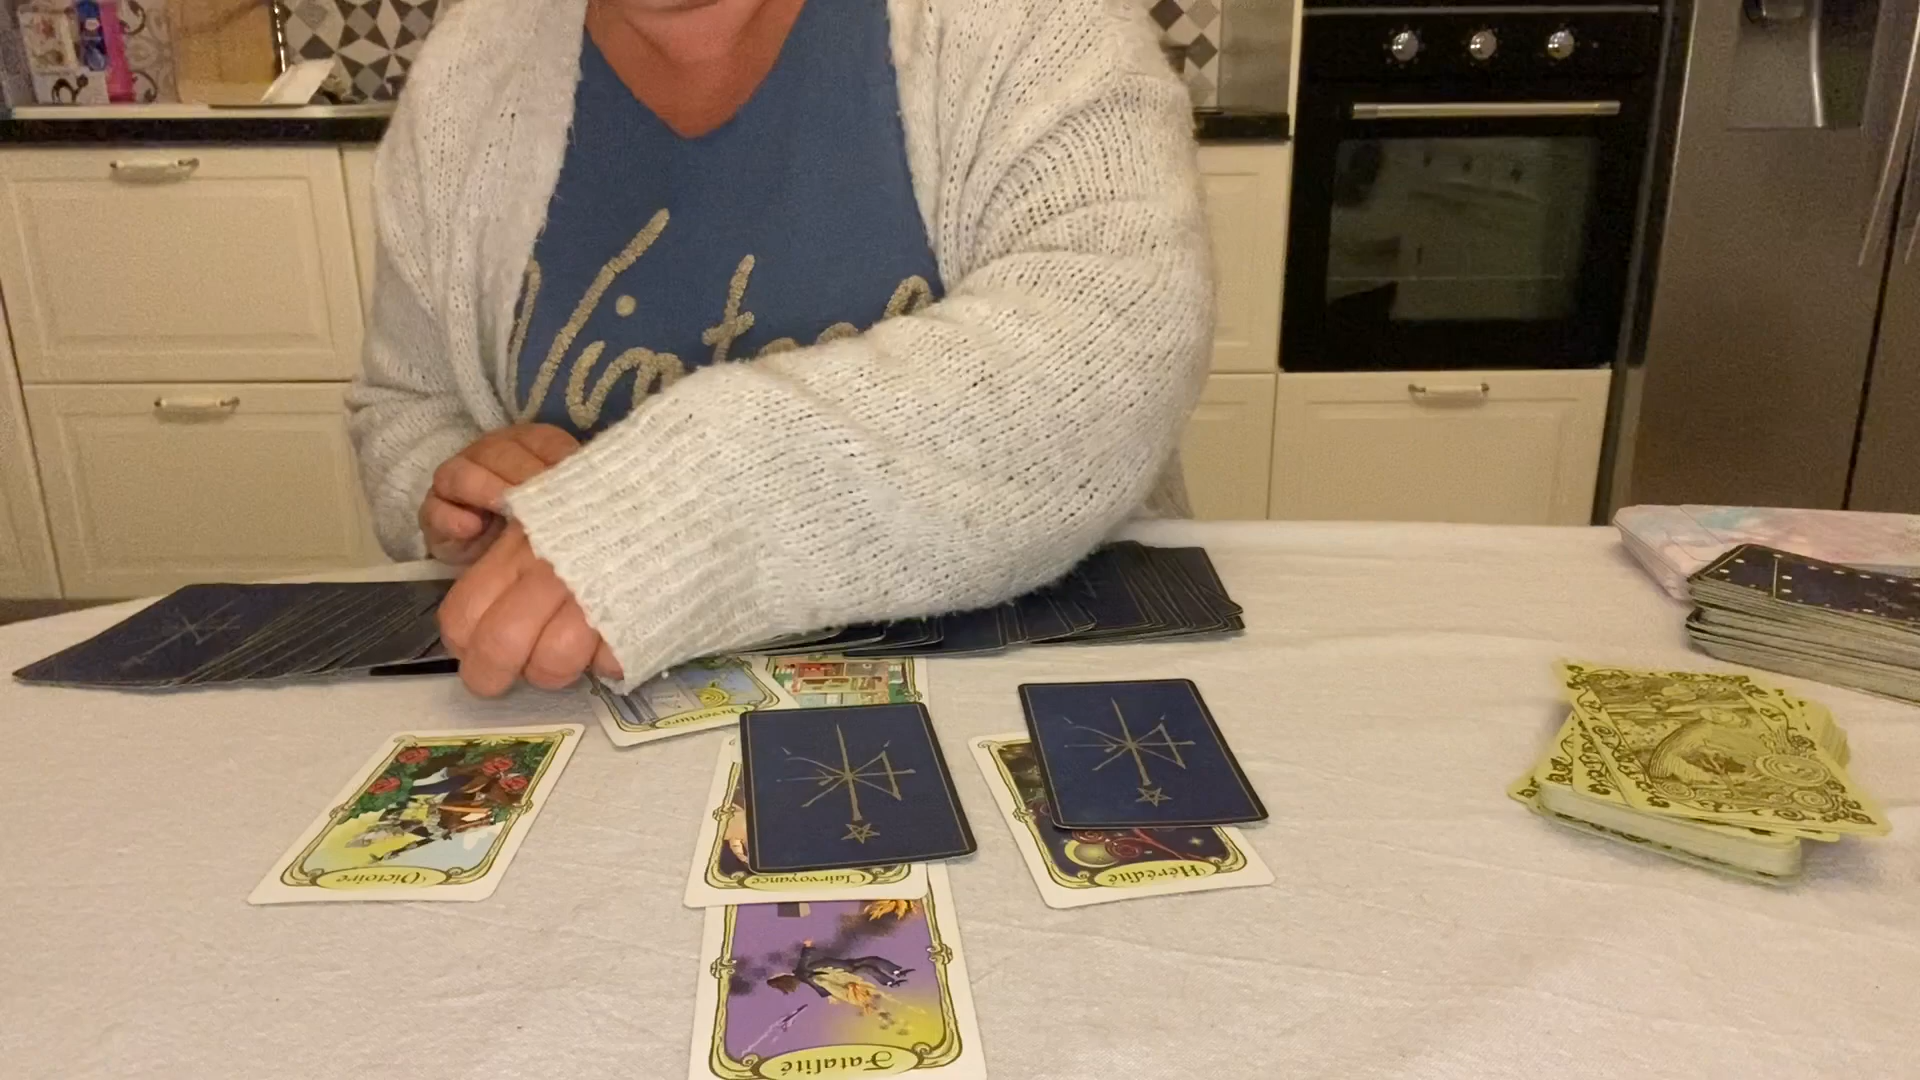 Vintage
Ouverture
Victoire
Clairvoyance
Hérédité
Fatalité